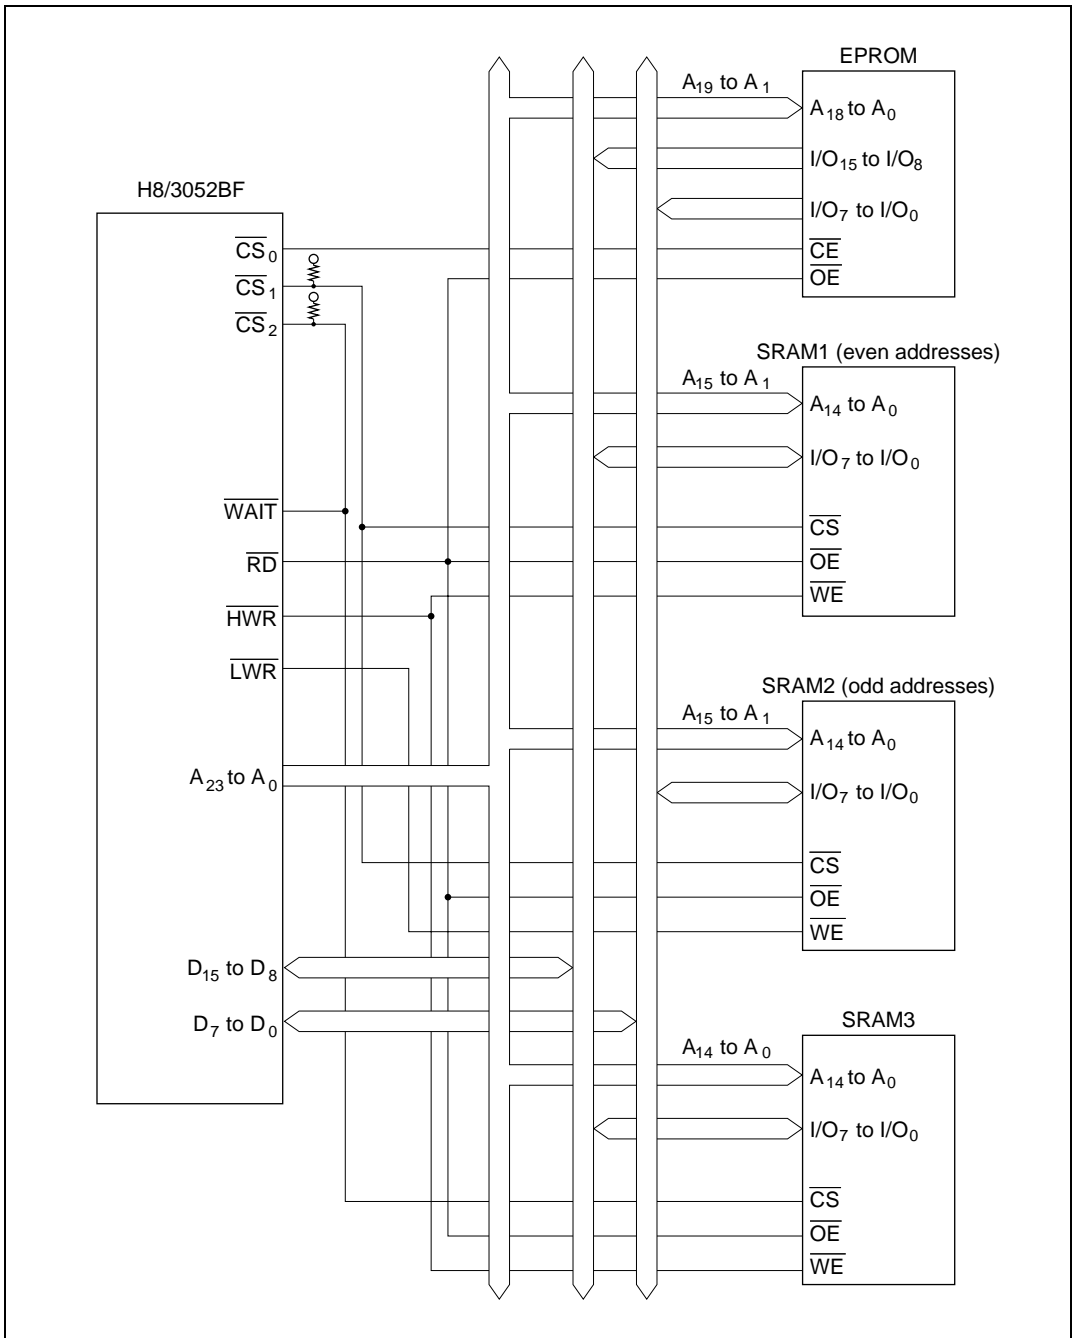 EPROM
A19 to A1
A18 to A0
I/O15 to I/O8
I/O7 to I/O0
CE
OE
H8/3052BF
CS0
CS1
CS2
WAIT
RD
HWR
LWR
A23 to A0
D15 to D8
D7 to D0
SRAM1 (even addresses)
A15 to A1
A14 to A0
I/O7 to I/O0
CS
OE
WE
SRAM2 (odd addresses)
A15 to A1
A14 to A0
I/O7 to I/O0
CS
OE
WE
SRAM3
A14 to A0
A14 to A0
I/O7 to I/O0
CS
OE
WE